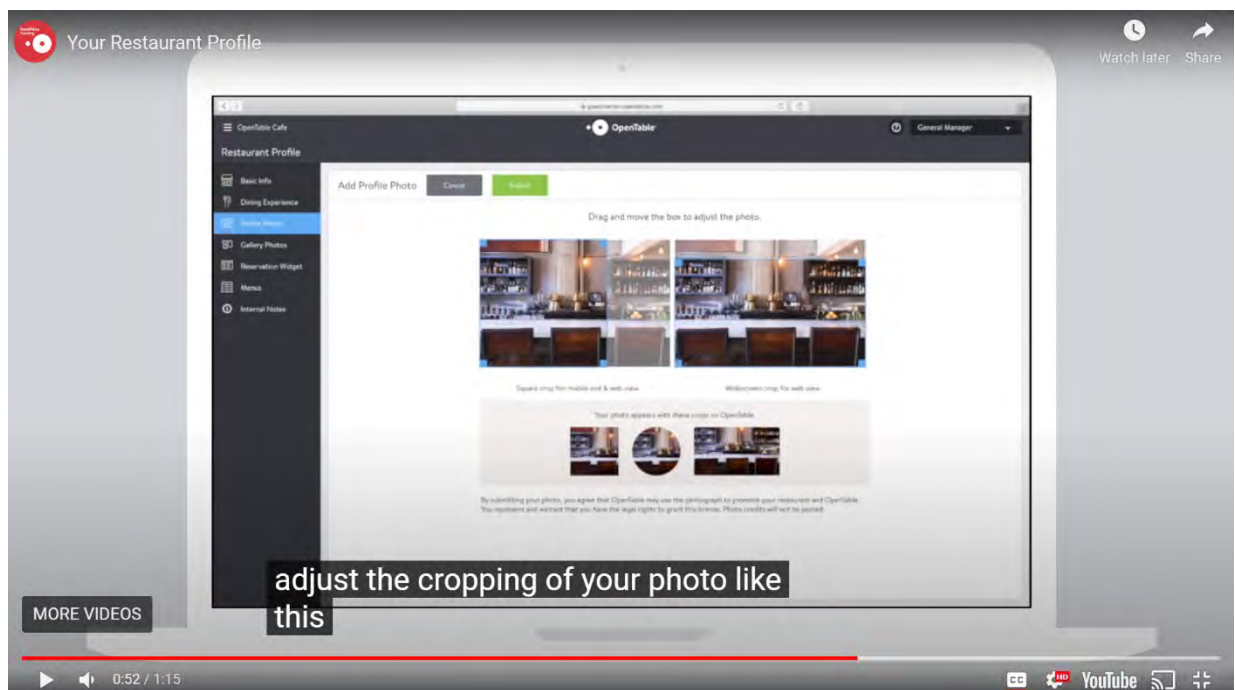 Your Restaurant Profile
Watch later
Share
OpenTable Cafe
OpenTable
General Manager
Restaurant Profile
Basic Info
Dining Experience
Gallery Photos
Reservation Widget
Menus
Internal Notes
Add Profile Photo
Cancel
Submit
Drag and move the box to adjust the photo.
Square crop for mobile and & web view
Widescreen crop for web view
Your photo appears with these crops on OpenTable
By submitting your photo, you agree that OpenTable may use the photograph to promote your restaurant and OpenTable.
You represent and warrant that you have the legal rights to grant this license. Photo credits will not be posted.
adjust the cropping of your photo like
this
MORE VIDEOS
0:52 / 1:15
CC
HD
YouTube